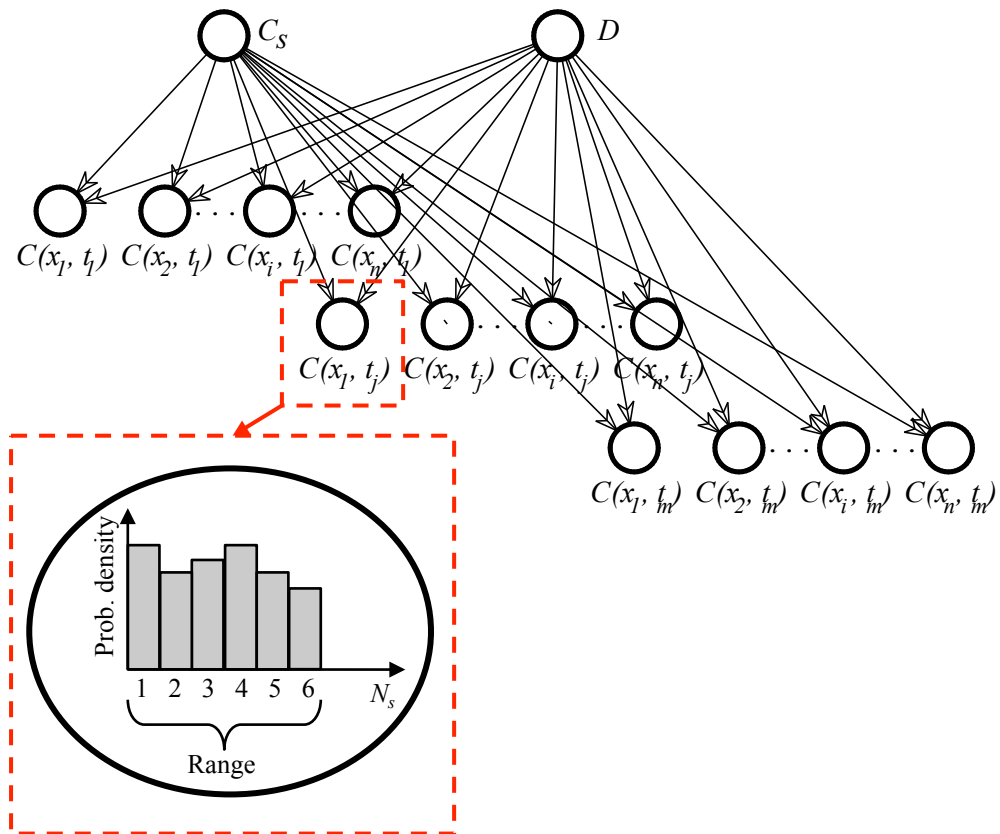 C_s D
C(x_1, t_1) C(x_2, t_1) C(x_i, t_1) C(x_n, t_1)
C(x_1, t_j) C(x_2, t_j) C(x_i, t_j) C(x_n, t_j)
C(x_1, t_m) C(x_2, t_m) C(x_i, t_m) C(x_n, t_m)
Prob. density
1 2 3 4 5 6 N_s
Range